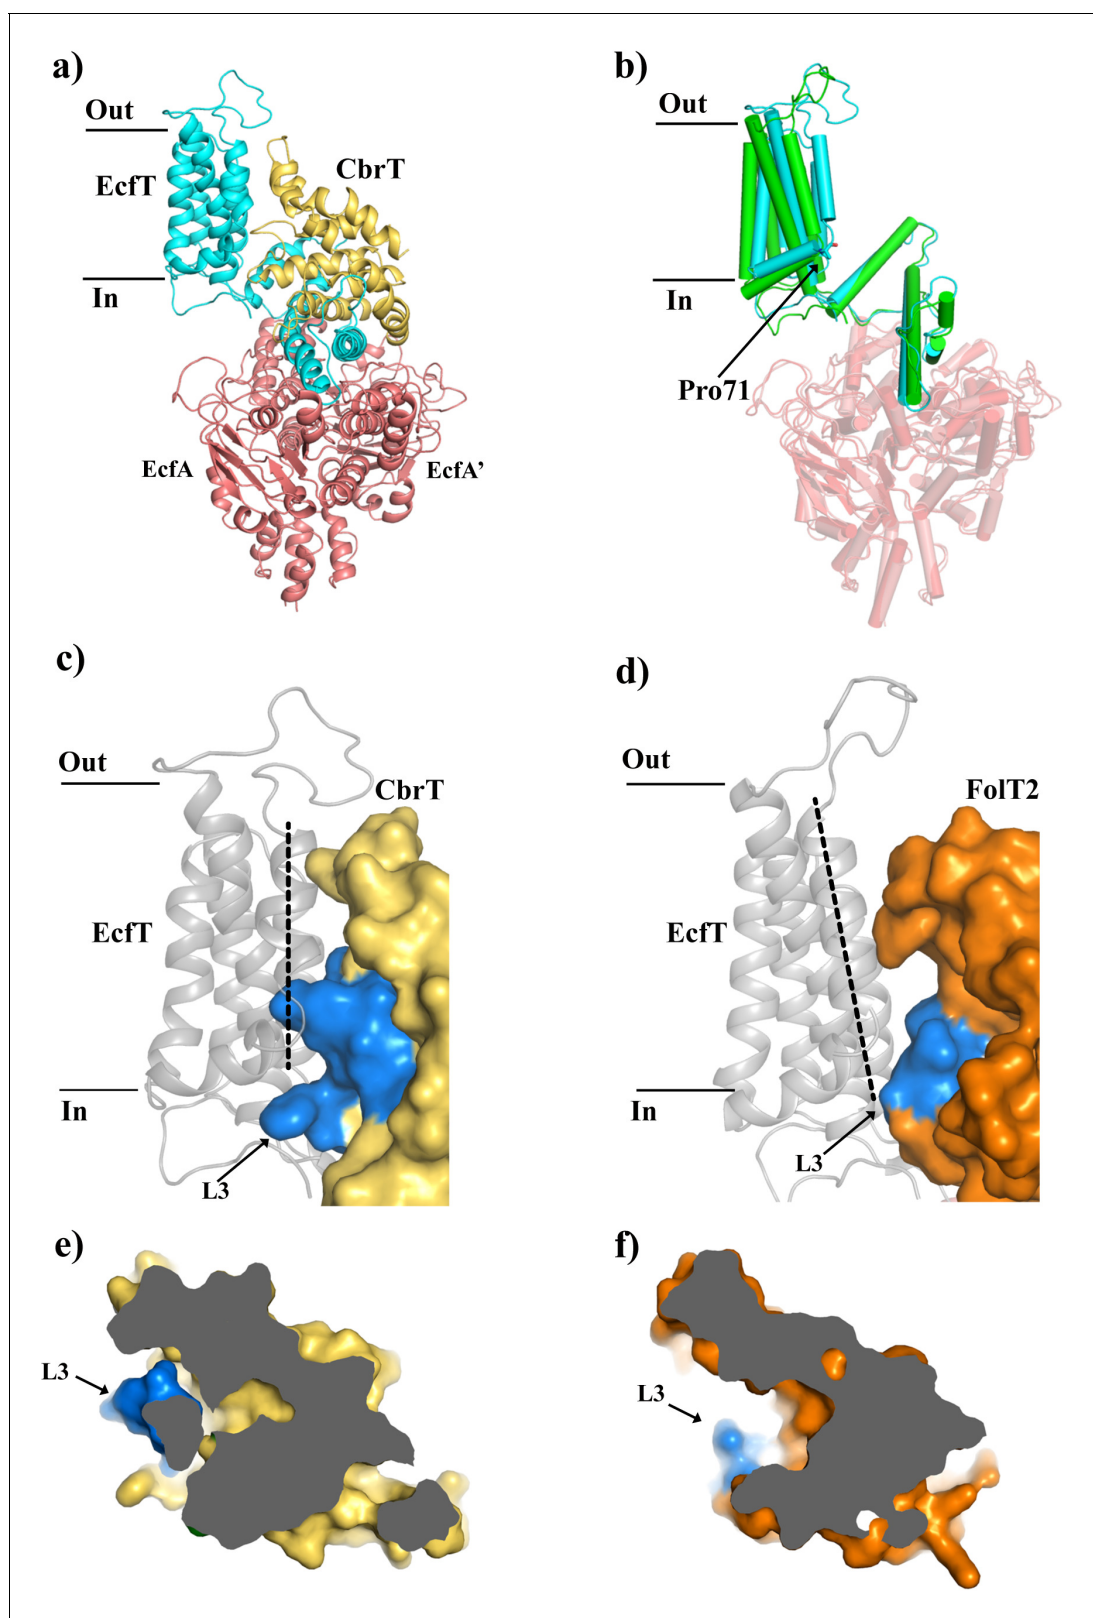 a)
Out
EcfT
CbrT
In
EcfA
EcfA’
b)
Out
In
Pro71
c)
Out
CbrT
EcfT
In
L3
d)
Out
FolT2
EcfT
In
L3
e)
L3
f)
L3